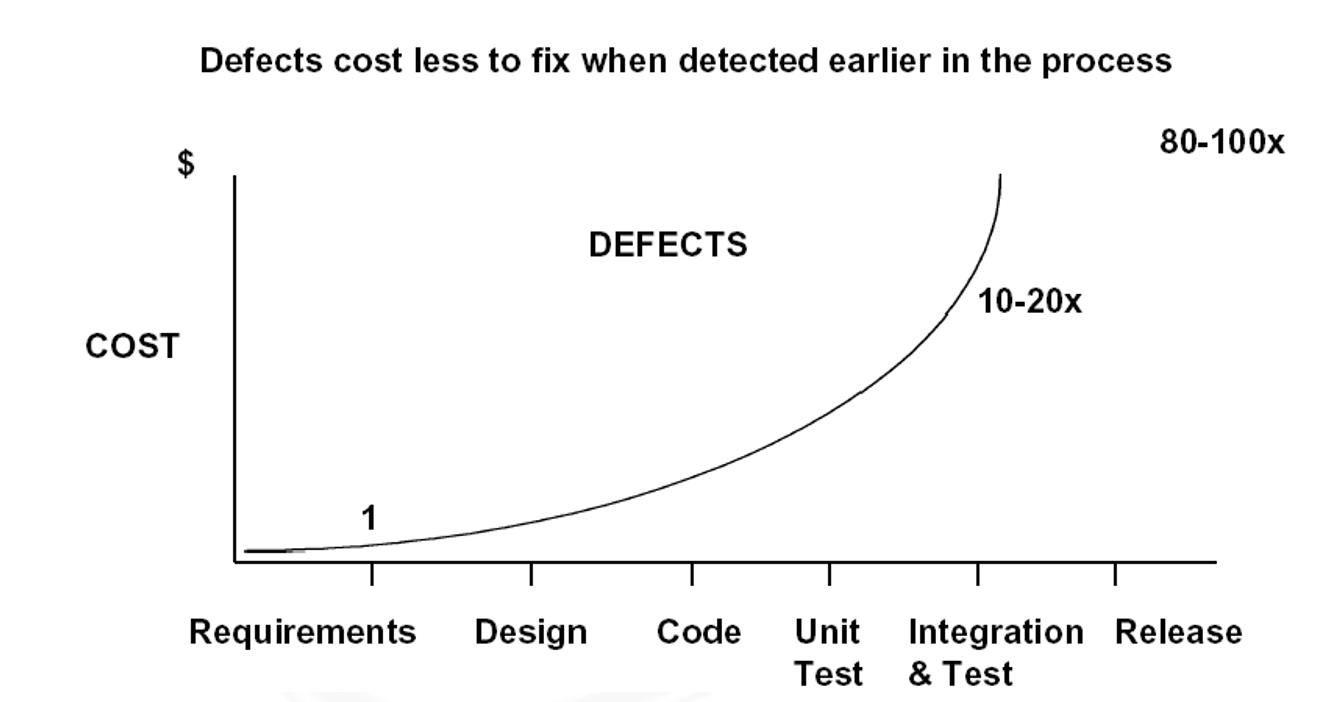 Defects cost less to fix when detected earlier in the process
80-100x
$
DEFECTS
10-20x
COST
1
Requirements Design Code Unit Test Integration & Test Release